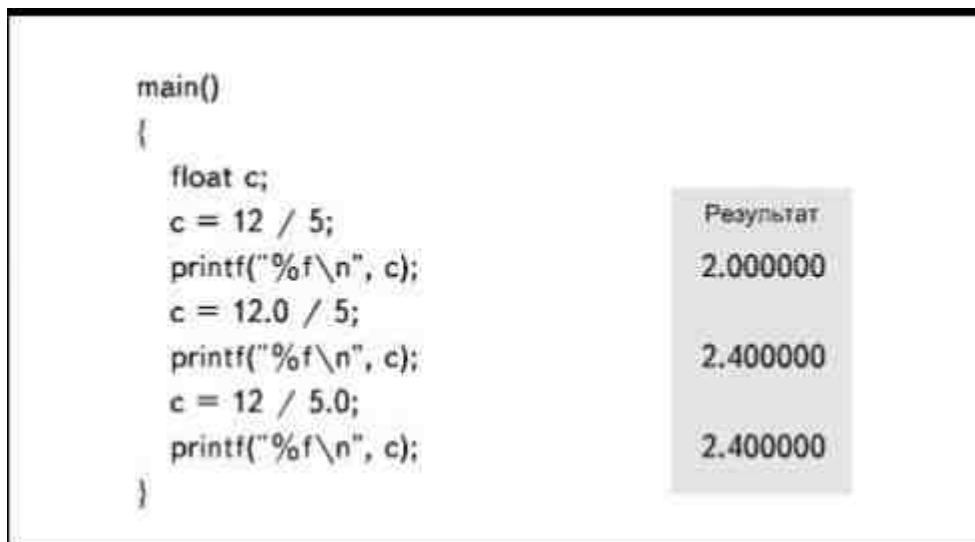 main()
{
float c;
c = 12 / 5;
printf("%f\n", c);
c = 12.0 / 5;
printf("%f\n", c);
c = 12 / 5.0;
printf("%f\n", c);
}
Результат
2.000000
2.400000
2.400000